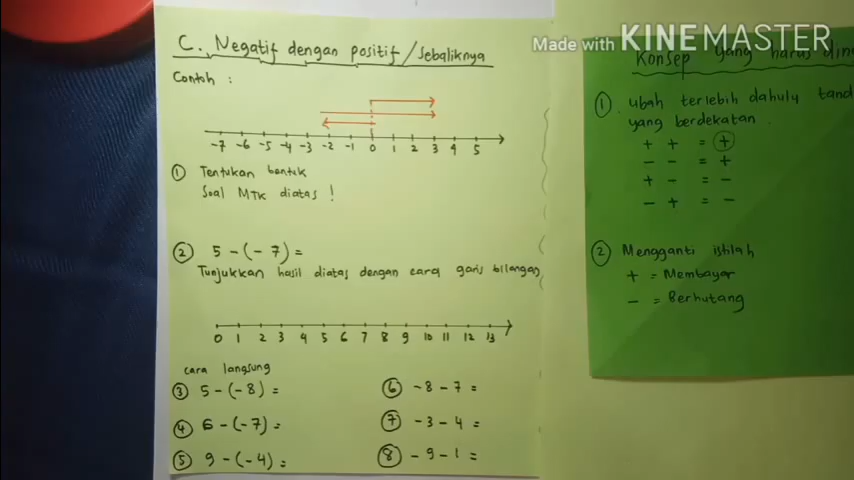 C. Negatif dengan positif / Sebaliknya
Contoh :
-7 -6 -5 -4 -3 -2 -1 0 1 2 3 4 5
① Tentukan bentuk
Soal MTK diatas !
② 5 - (- 7) =
Tunjukkan hasil diatas dengan cara garis bilangan
0 1 2 3 4 5 6 7 8 9 10 11 12 13
cara langsung
③ 5 - (-8) =
④ 6 - (-7) =
⑤ 9 - (-4) =
⑥ -8 - 7 =
⑦ -3 - 4 =
⑧ - 9 - 1 =
Made with KINEMASTER
Konsep yang harus
① Ubah terlebih dahulu
yang berdekatan
+ + = +
- - = +
+ - = -
- + = -
② Mengganti istilah
+ = Membayar
- = Berhutang